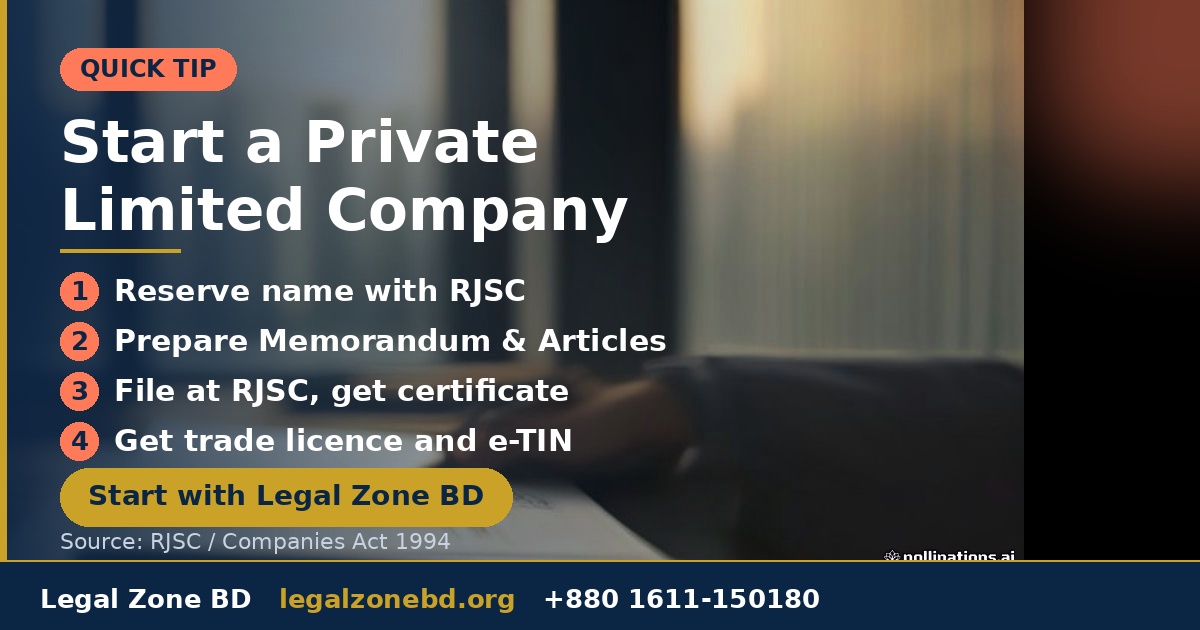 QUICK TIP
Start a Private
Limited Company
1 Reserve name with RJSC
2 Prepare Memorandum & Articles
3 File at RJSC, get certificate
4 Get trade licence and e-TIN
Start with Legal Zone BD
Source: RJSC / Companies Act 1994
pollinations.ai
Legal Zone BD legalzonebd.org +880 1611-150180